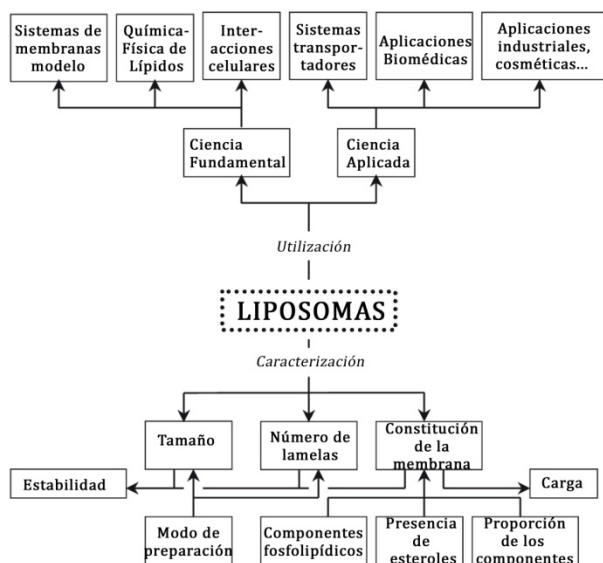 Sistemas de
membranas
modelo
Química-
Física de
Lípidos
Inter-
acciones
celulares
Sistemas
transpor-
tadores
Aplicaciones
Biomédicas
Aplicaciones
industriales,
cosméticas...
Ciencia
Fundamental
Ciencia
Aplicada
Utilización
LIPOSOMAS
Caracterización
Tamaño
Número de
lamelas
Constitución
de la
membrana
Estabilidad
Carga
Modo de
preparación
Componentes
fosfolipídicos
Presencia
de
esteroles
Proporción
de los
componentes